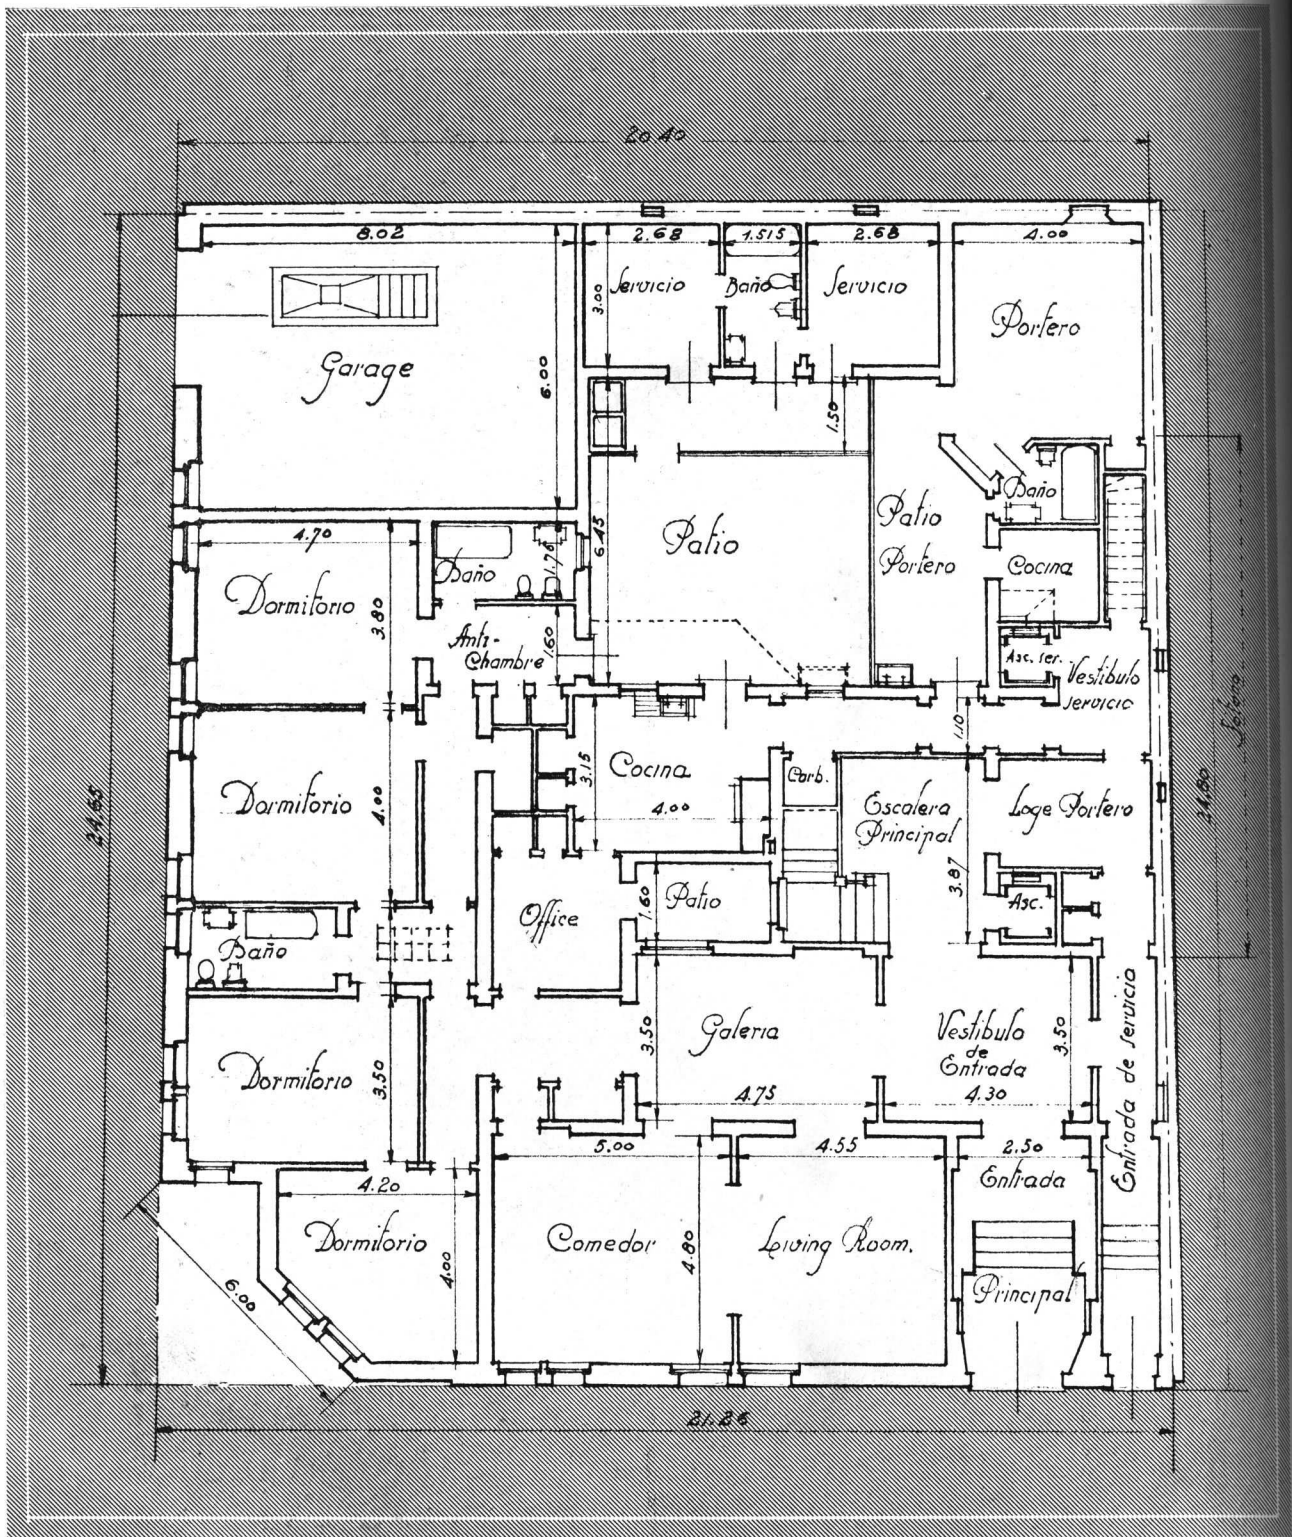 20.40
8.02
2.68
1.515
2.68
4.00
Servicio
Baño
Servicio
3.00
Portero
Garage
6.00
1.50
Patio
Baño
Patio
Portero
6.45
4.70
1.76
Baño
Cocina
Dormitorio
3.80
Anti-
Chambre
1.60
Asc. ser.
Vestibulo
servicio
1.10
Cocina
3.15
4.00
Carb.
Escalera
Principal
Loge Portero
24.65
Dormitorio
4.00
3.87
24.80
1.60
Patio
Asc.
Office
Baño
Galeria
3.50
4.75
Vestibulo
de
Entrada
4.30
3.50
Entrada de servicio
Dormitorio
3.50
5.00
4.55
2.50
Entrada
4.20
Dormitorio
4.00
Comedor
4.80
Living Room.
Principal
6.00
21.26